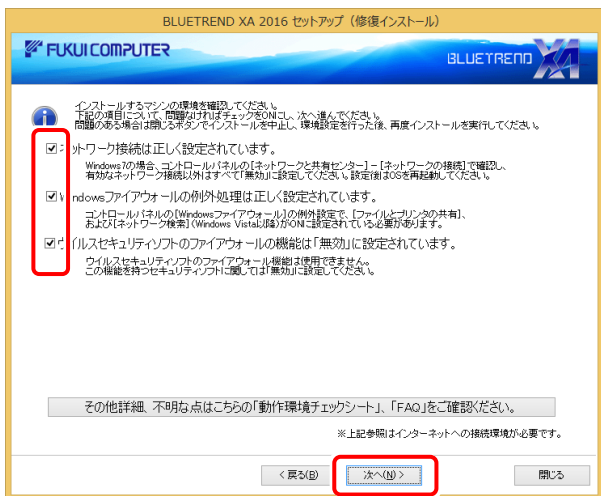 BLUETREND XA 2016 セットアップ（修復インストール）
FUKUI COMPUTER
BLUETREND XA
インストールするマシンの環境を確認してください。
下記の項目について、問題なければチェックをONにし、次へ進んでください。
問題のある場合は閉じるボタンでインストールを中止し、環境設定を行った後、再度インストールを実行してください。
ネットワーク接続は正しく設定されています。
Windows7の場合、コントロールパネルの[ネットワークと共有センター]－[ネットワークの接続]で確認し、
有効なネットワーク接続以外はすべて「無効」に設定してください。設定後はOSを再起動してください。
Windowsファイアウォールの例外処理は正しく設定されています。
コントロールパネルの[Windowsファイアウォール]の例外設定で、[ファイルとプリンタの共有]、
および[ネットワーク検索](Windows Vista以降)がONに設定されている必要があります。
ウイルスセキュリティソフトのファイアウォールの機能は「無効」に設定されています。
ウイルスセキュリティソフトのファイアウォール機能は使用できません。
この機能を持つセキュリティソフトに関しては「無効」に設定してください。
その他詳細、不明な点はこちらの「動作環境チェックシート」、「FAQ」をご確認ください。
※上記参照はインターネットへの接続環境が必要です。
< 戻る(B) 次へ(N) > 閉じる